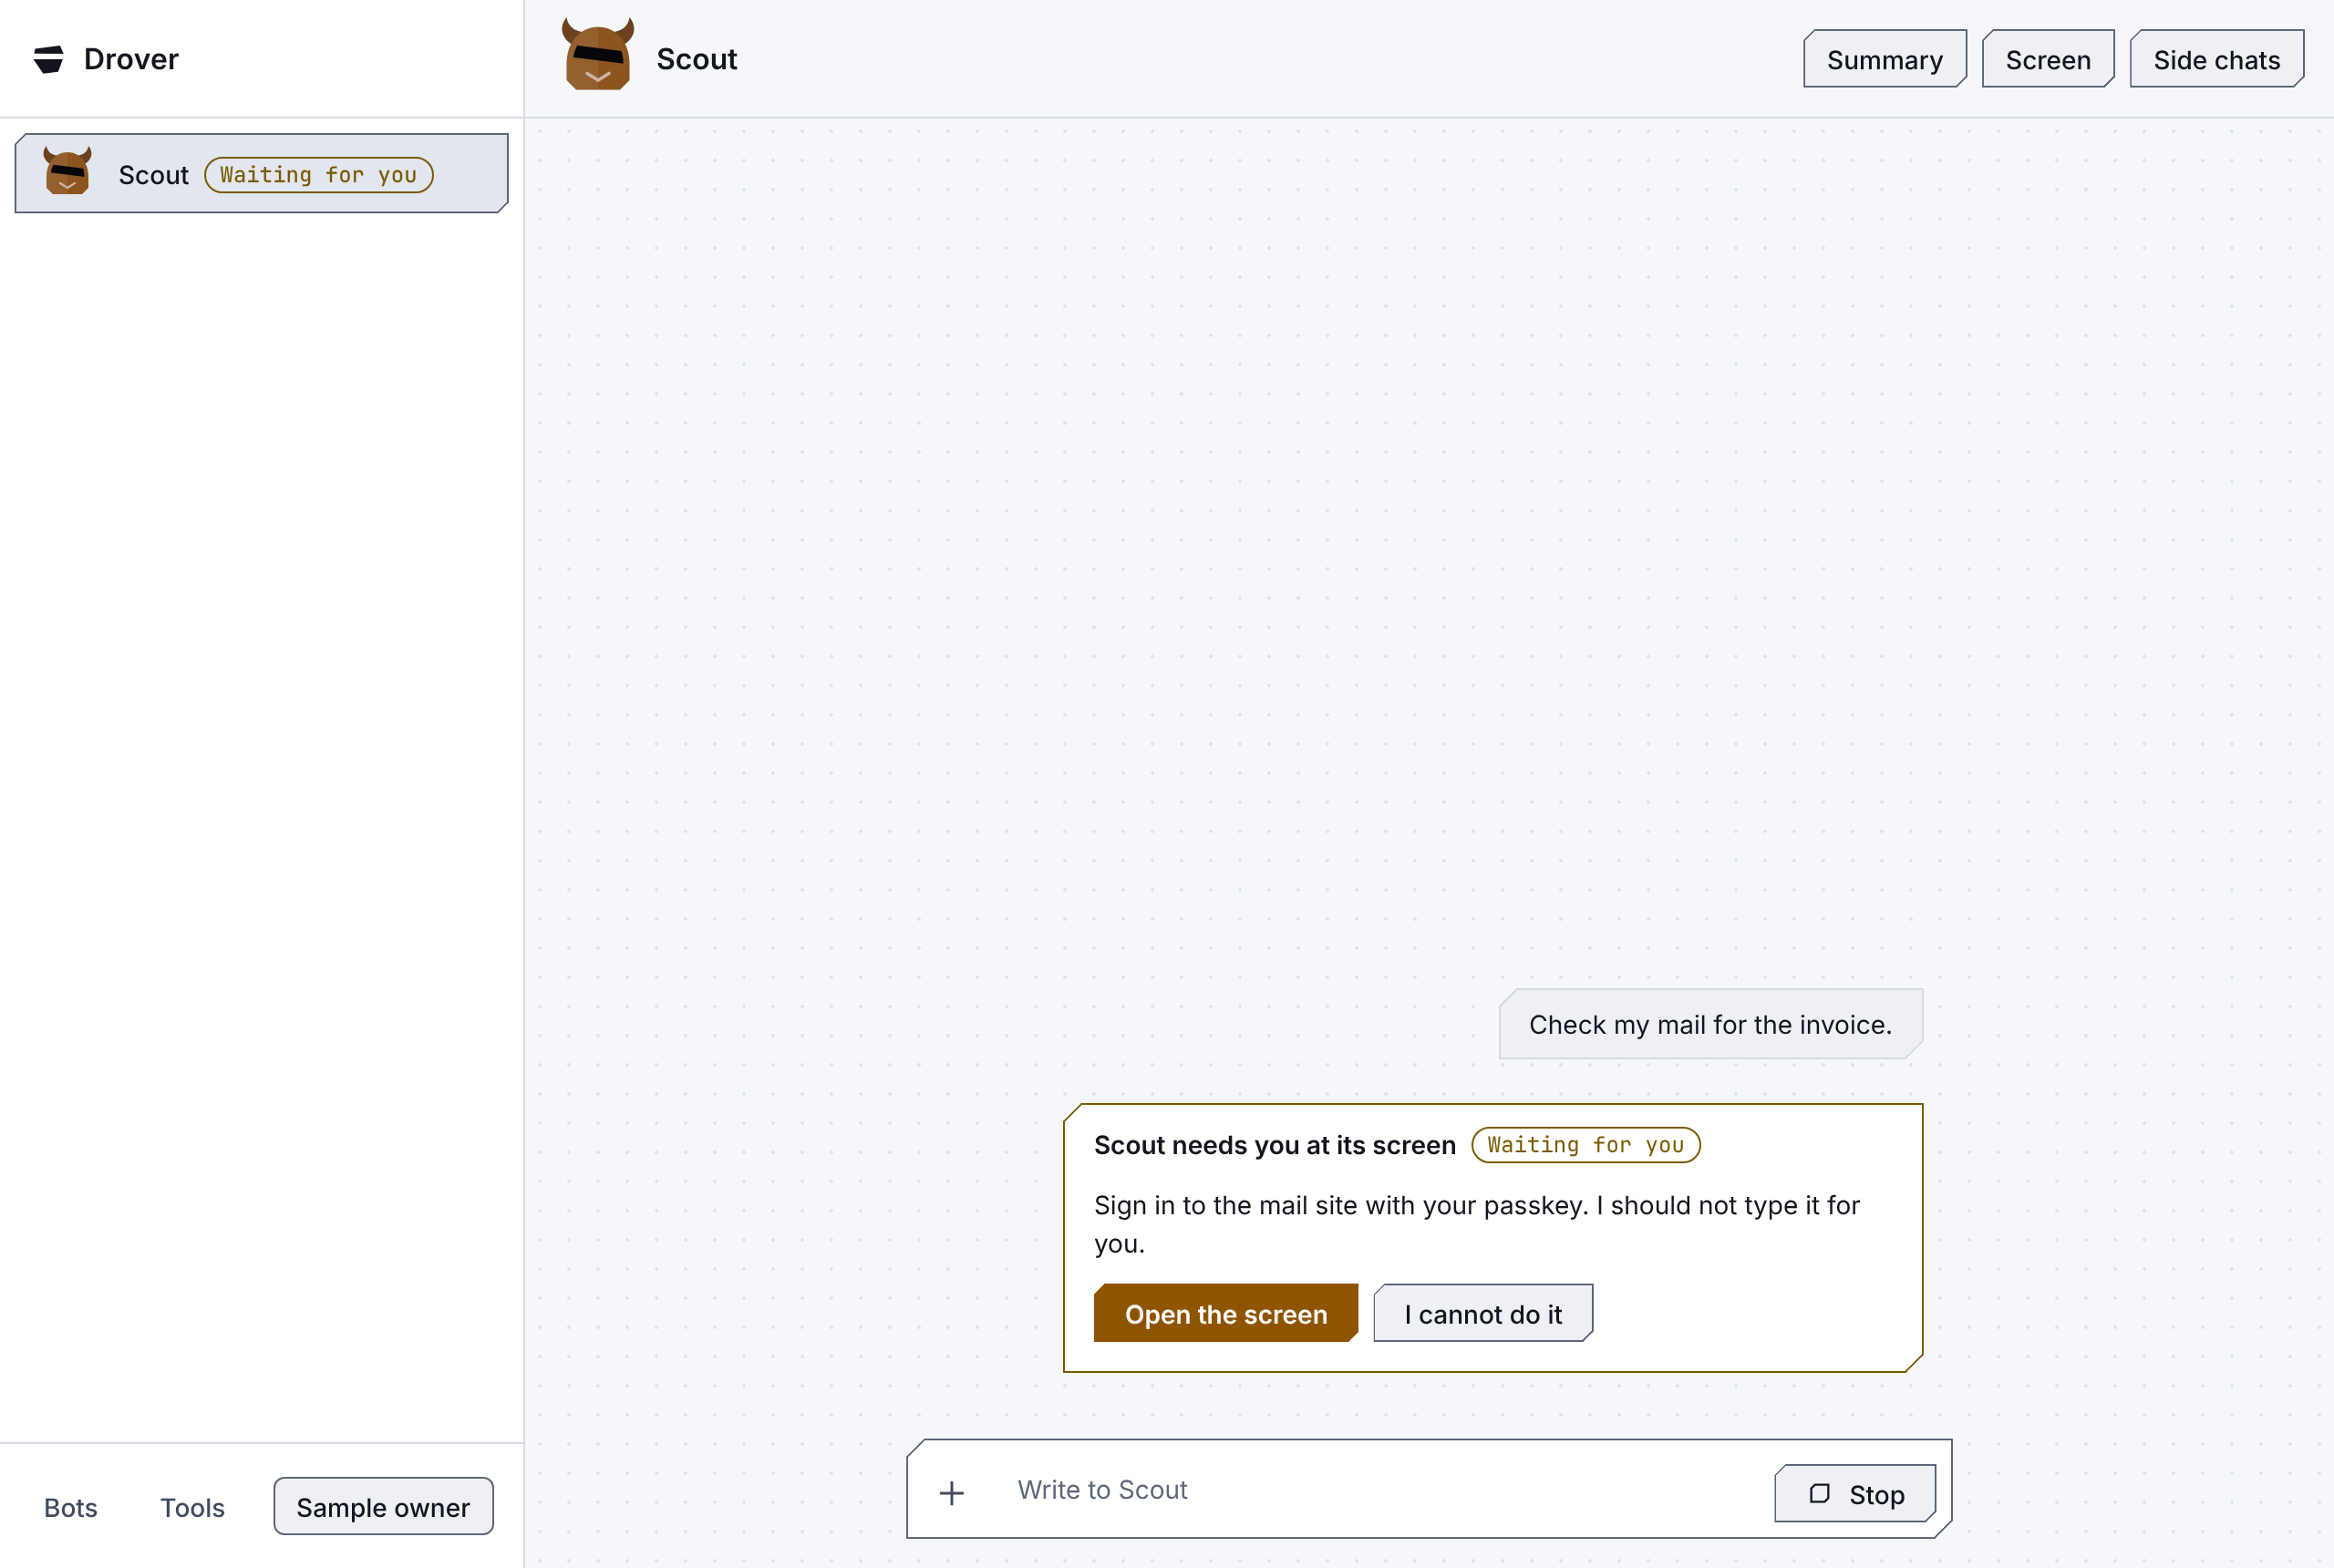 Drover
Scout
Summary
Screen
Side chats
Scout
Waiting for you
Check my mail for the invoice.
Scout needs you at its screen
Waiting for you
Sign in to the mail site with your passkey. I should not type it for
you.
Open the screen
I cannot do it
Write to Scout
Stop
Bots
Tools
Sample owner